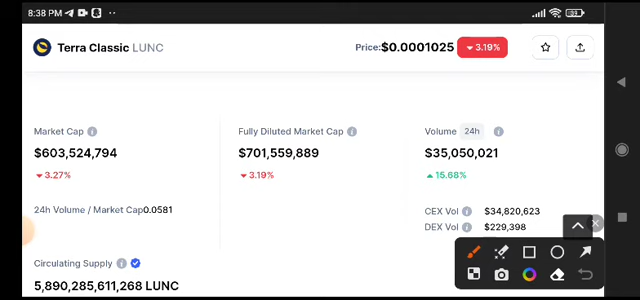 8:38 PM
59
Terra Classic LUNC
Price:$0.0001025 3.19%
Market Cap
$603,524,794
3.27%
Fully Diluted Market Cap
$701,559,889
3.19%
Volume 24h
$35,050,021
15.68%
24h Volume / Market Cap0.0581
CEX Vol $34,820,623
DEX Vol $229,398
Circulating Supply
5,890,285,611,268 LUNC